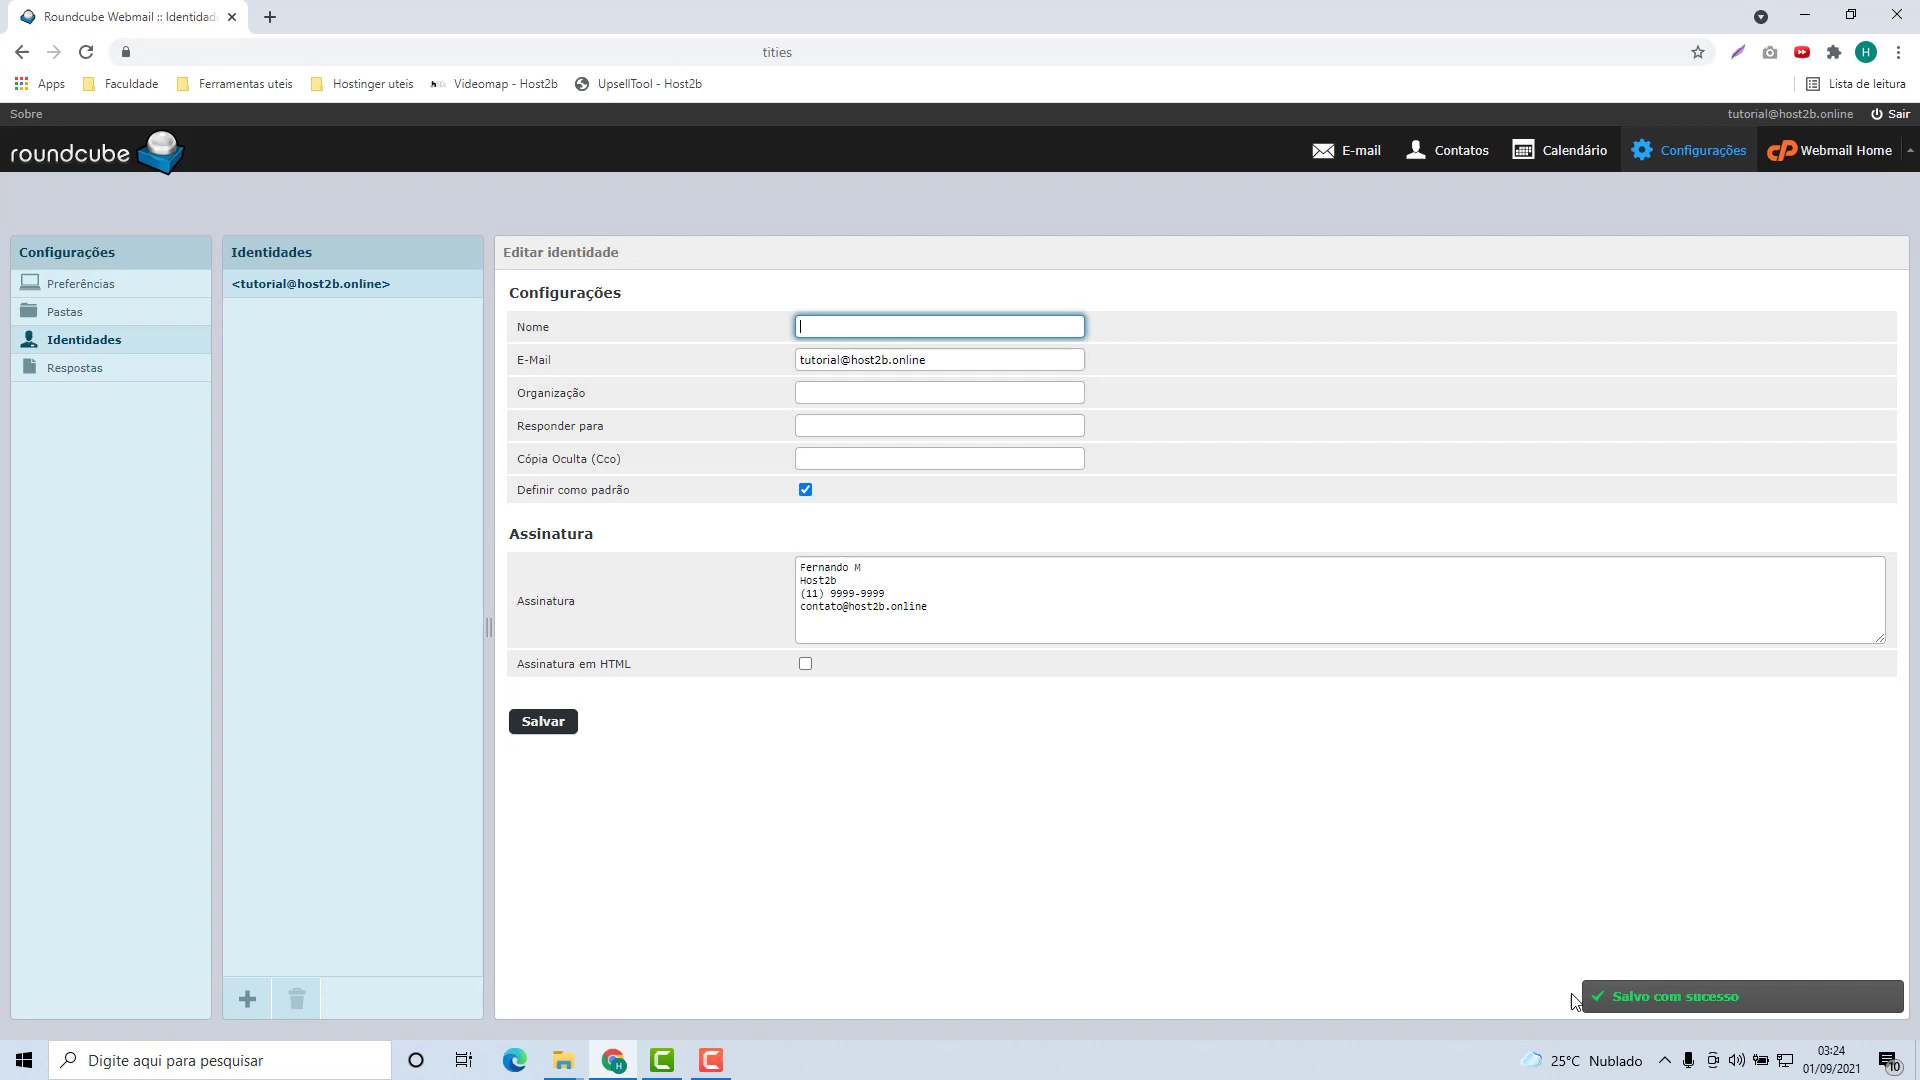 Roundcube Webmail :: Identidad
tities
Apps
Faculdade
Ferramentas uteis
Hostinger uteis
Videomap - Host2b
UpsellTool - Host2b
Lista de leitura
H
Sobre
tutorial@host2b.online
Sair
roundcube
E-mail
Contatos
Calendário
Configurações
cP
Webmail Home
Configurações
Preferências
Pastas
Identidades
Respostas
Identidades
<tutorial@host2b.online>
Editar identidade
Configurações
Nome
E-Mail
tutorial@host2b.online
Organização
Responder para
Cópia Oculta (Cco)
Definir como padrão
Assinatura
Assinatura
Fernando M
Host2b
(11) 9999-9999
contato@host2b.online
Assinatura em HTML
Salvar
Salvo com sucesso
Digite aqui para pesquisar
25°C Nublado
03:24
01/09/2021
10